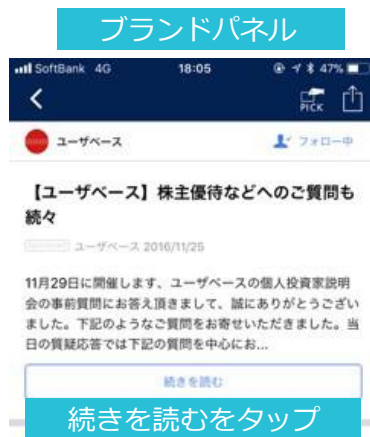 ブランドパネル
SoftBank 4G 18:05 47%
PICK
ユーザベース フォロー中
【ユーザベース】株主優待などへのご質問も
続々
ユーザベース 2016/11/25
11月29日に開催します、ユーザベースの個人投資家説明
会の事前質問にお答え頂きまして、誠にありがとうござい
ました。下記のようなご質問をお寄せいただきました。当
日の質疑応答では下記の質問を中心にお...
続きを読む
続きを読むをタップ